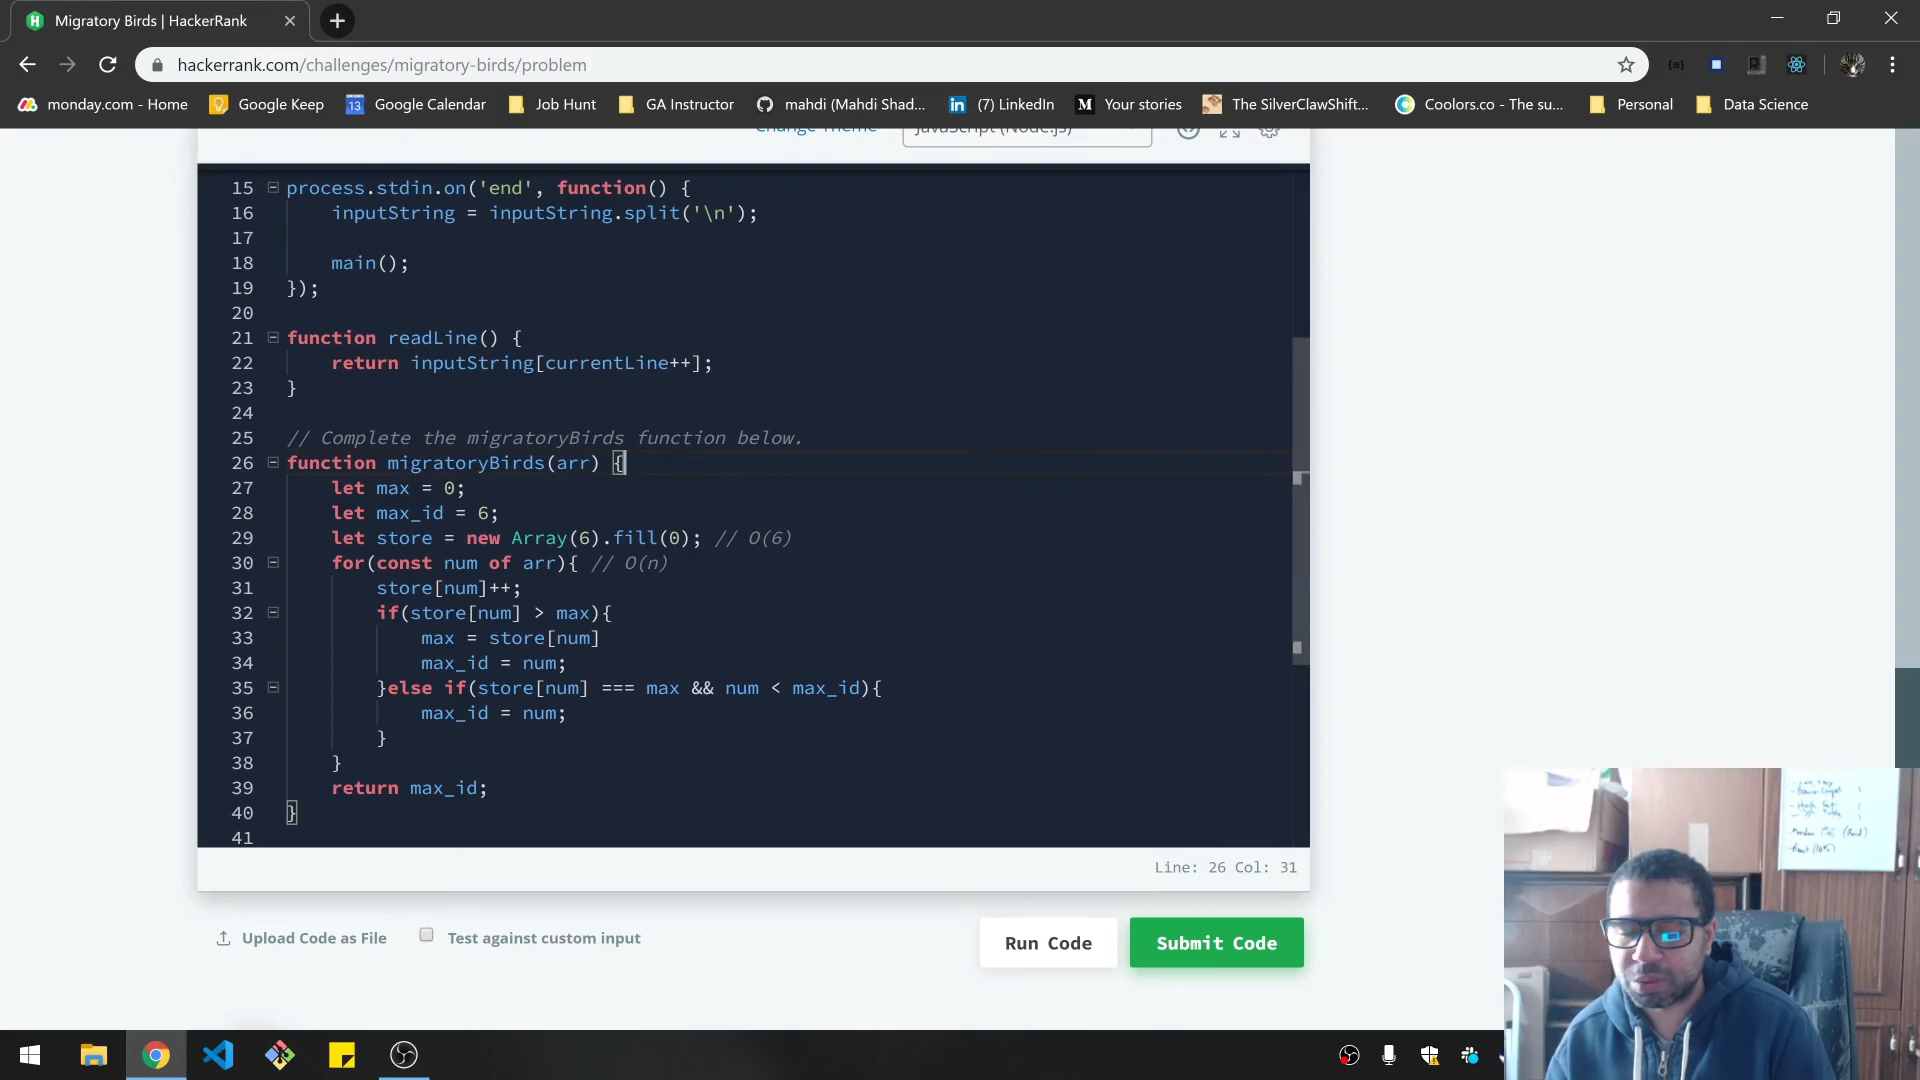 Migratory Birds | HackerRank
hackerrank.com/challenges/migratory-birds/problem
monday.com - Home
Google Keep
13
Google Calendar
Job Hunt
GA Instructor
mahdi (Mahdi Shad...
(7) LinkedIn
Your stories
The SilverClawShift...
Coolors.co - The su...
Personal
Data Science
Change Theme
JavaScript (Node.js)
15 process.stdin.on('end', function() {
16 inputString = inputString.split('\n');
17
18 main();
19 });
20
21 function readLine() {
22 return inputString[currentLine++];
23 }
24
25 // Complete the migratoryBirds function below.
26 function migratoryBirds(arr) {
27 let max = 0;
28 let max_id = 6;
29 let store = new Array(6).fill(0); // O(6)
30 for(const num of arr){ // O(n)
31 store[num]++;
32 if(store[num] > max){
33 max = store[num]
34 max_id = num;
35 }else if(store[num] === max && num < max_id){
36 max_id = num;
37 }
38 }
39 return max_id;
40 }
41
Line: 26 Col: 31
Upload Code as File
Test against custom input
Run Code
Submit Code